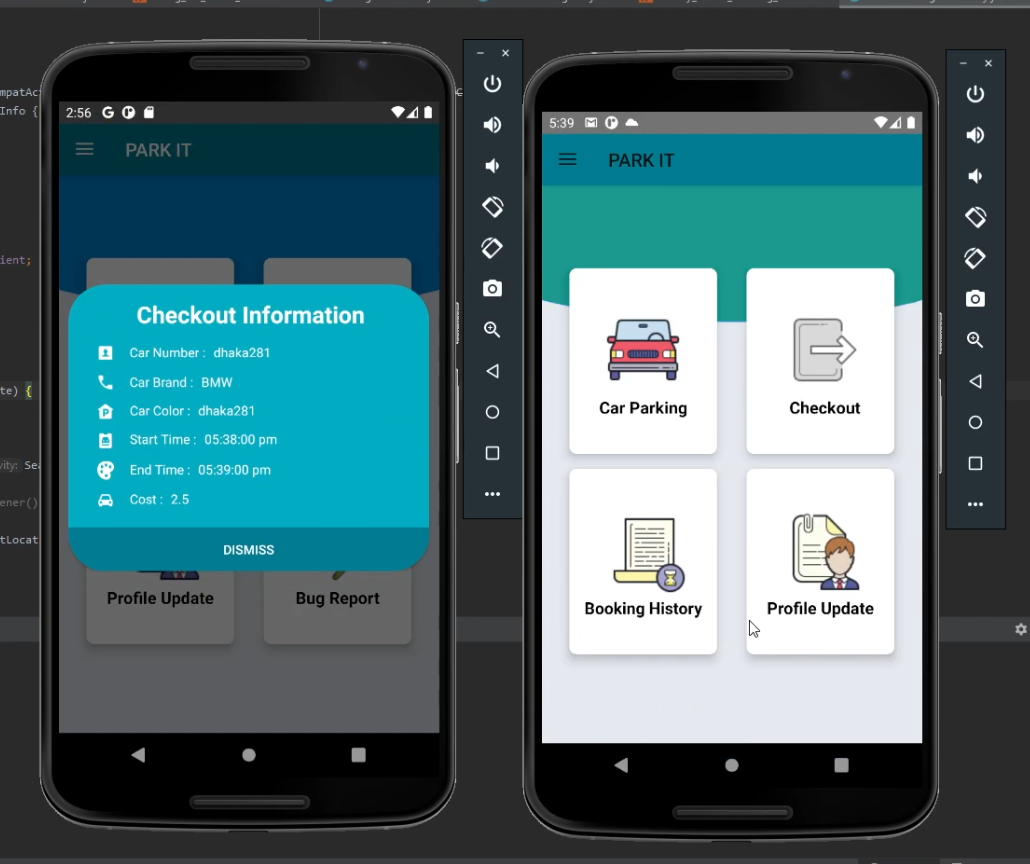 mpatAc
Info {
ient;
te) {
vity: Sea
ener()
tLocat
2:56
PARK IT
Checkout Information
Car Number : dhaka281
Car Brand : BMW
Car Color : dhaka281
Start Time : 05:38:00 pm
End Time : 05:39:00 pm
Cost : 2.5
DISMISS
Profile Update
Bug Report
5:39
PARK IT
Car Parking
Checkout
Booking History
Profile Update